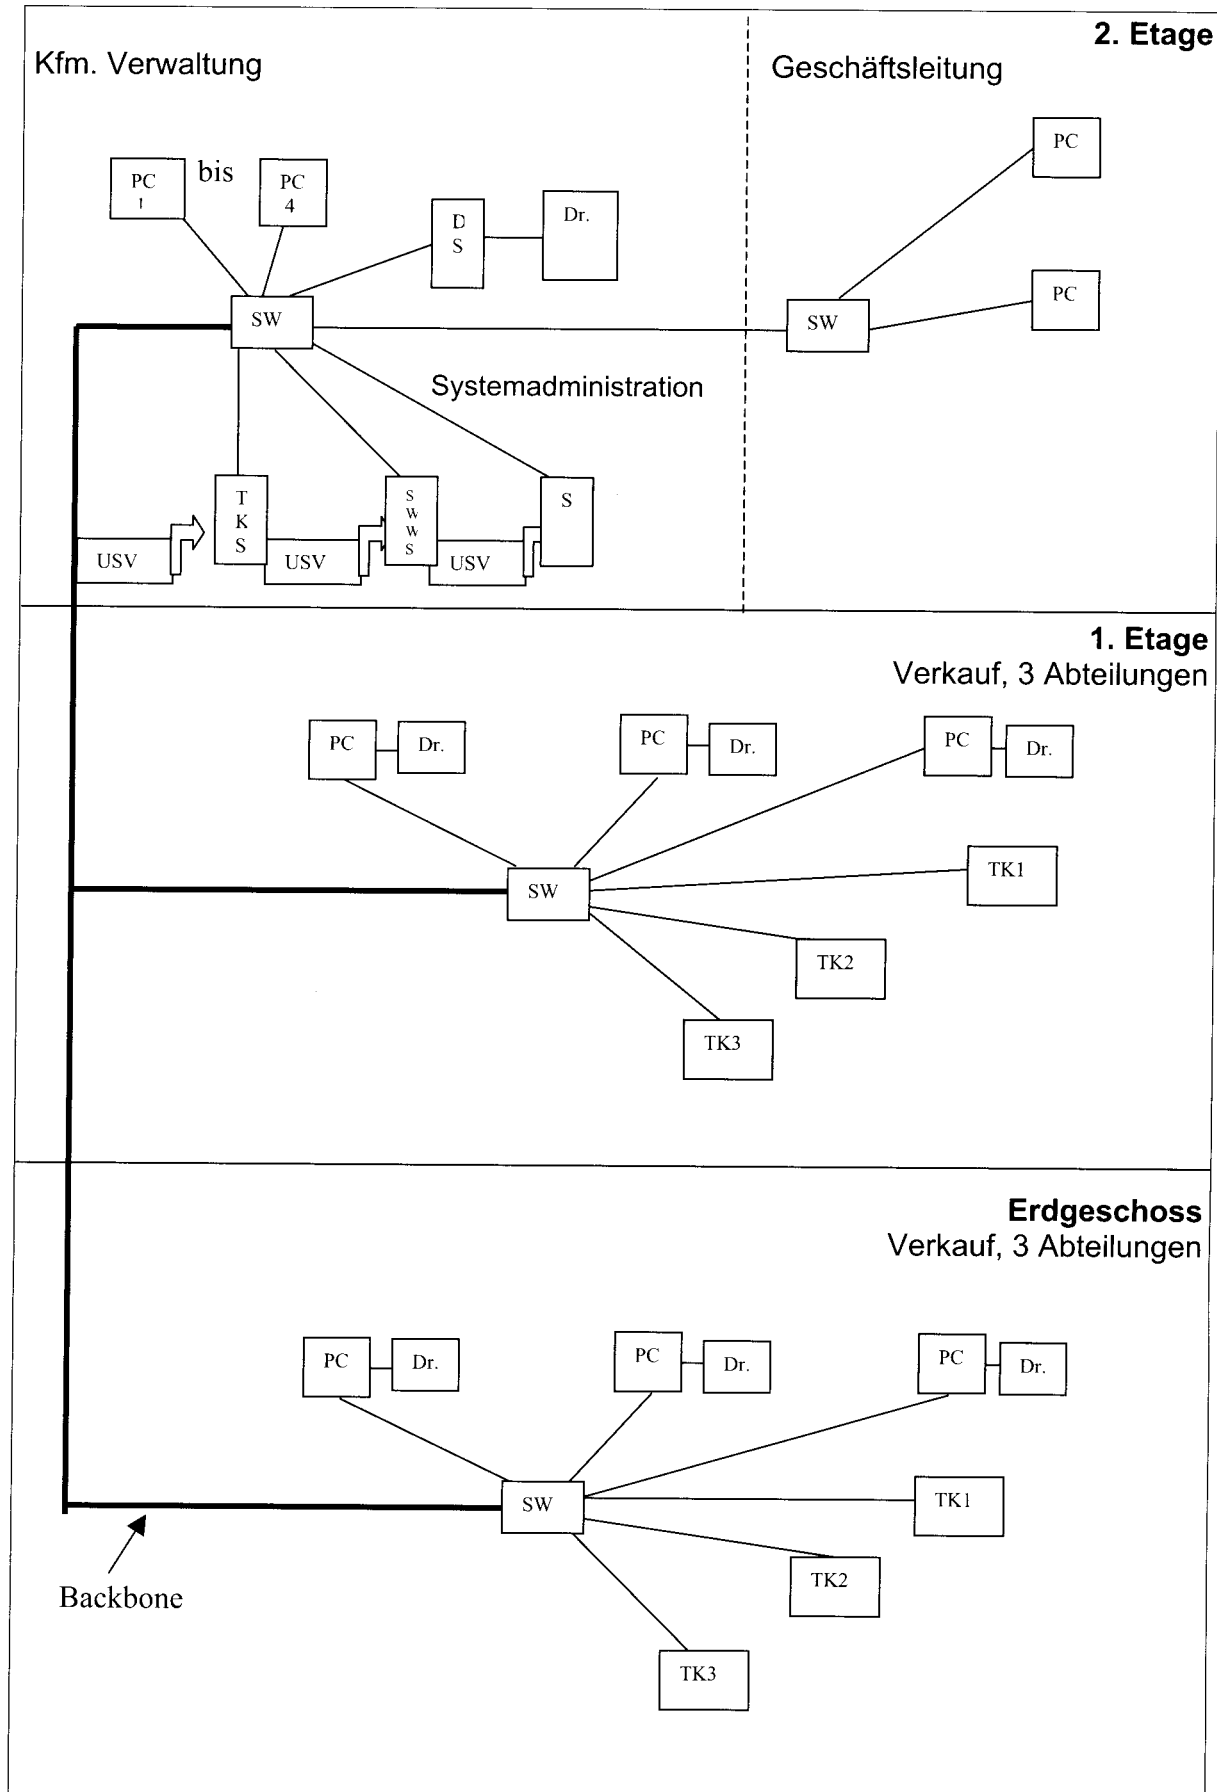 2. Etage
Kfm. Verwaltung
Geschäftsleitung
PC
1
bis
PC
4
D
S
Dr.
PC
PC
SW
SW
Systemadministration
T
K
S
S
W
W
S
S
USV
USV
USV
1. Etage
Verkauf, 3 Abteilungen
PC
Dr.
PC
Dr.
PC
Dr.
SW
TK1
TK2
TK3
Erdgeschoss
Verkauf, 3 Abteilungen
PC
Dr.
PC
Dr.
PC
Dr.
SW
TK1
TK2
TK3
Backbone